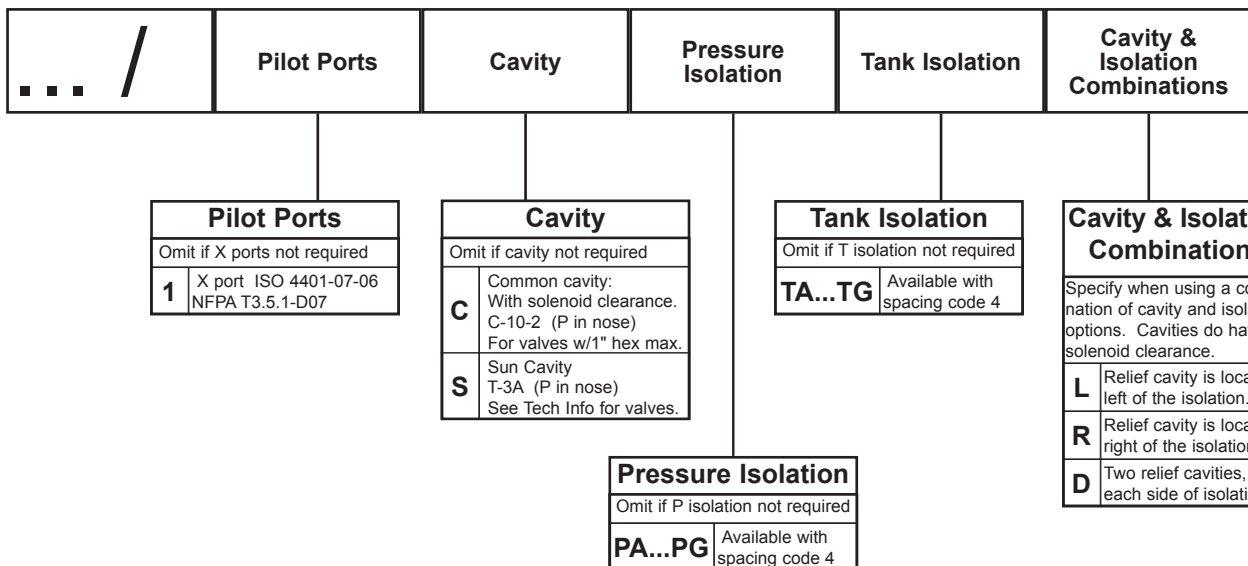 ... /
Pilot Ports
Cavity
Pressure
Isolation
Tank Isolation
Cavity &
Isolation
Combinations
Pilot Ports
Omit if X ports not required
1
X port ISO 4401-07-06
NFPA T3.5.1-D07
Cavity
Omit if cavity not required
C
Common cavity:
With solenoid clearance.
C-10-2 (P in nose)
For valves w/1" hex max.
S
Sun Cavity
T-3A (P in nose)
See Tech Info for valves.
Pressure Isolation
Omit if P isolation not required
PA...PG
Available with
spacing code 4
Tank Isolation
Omit if T isolation not required
TA...TG
Available with
spacing code 4
Cavity &
Combination
Specify when using a
nation of cavity and
options. Cavities do
solenoid clearance.
L
Relief cavity is
left of the isolation.
R
Relief cavity is
right of the isolation
D
Two relief cavities,
each side of